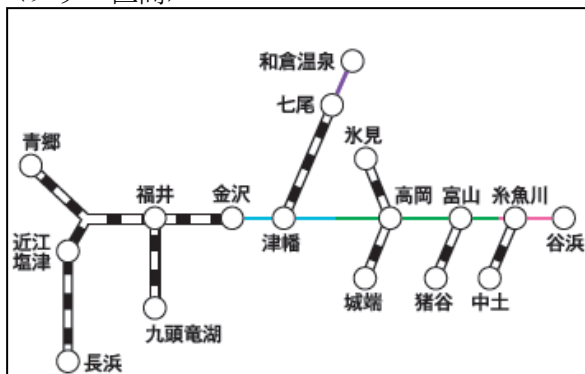 和倉温泉
七尾
氷見
青郷
福井
金沢
高岡
富山
糸魚川
近江
塩津
津幡
谷浜
城端
猪谷
中土
九頭竜湖
長浜